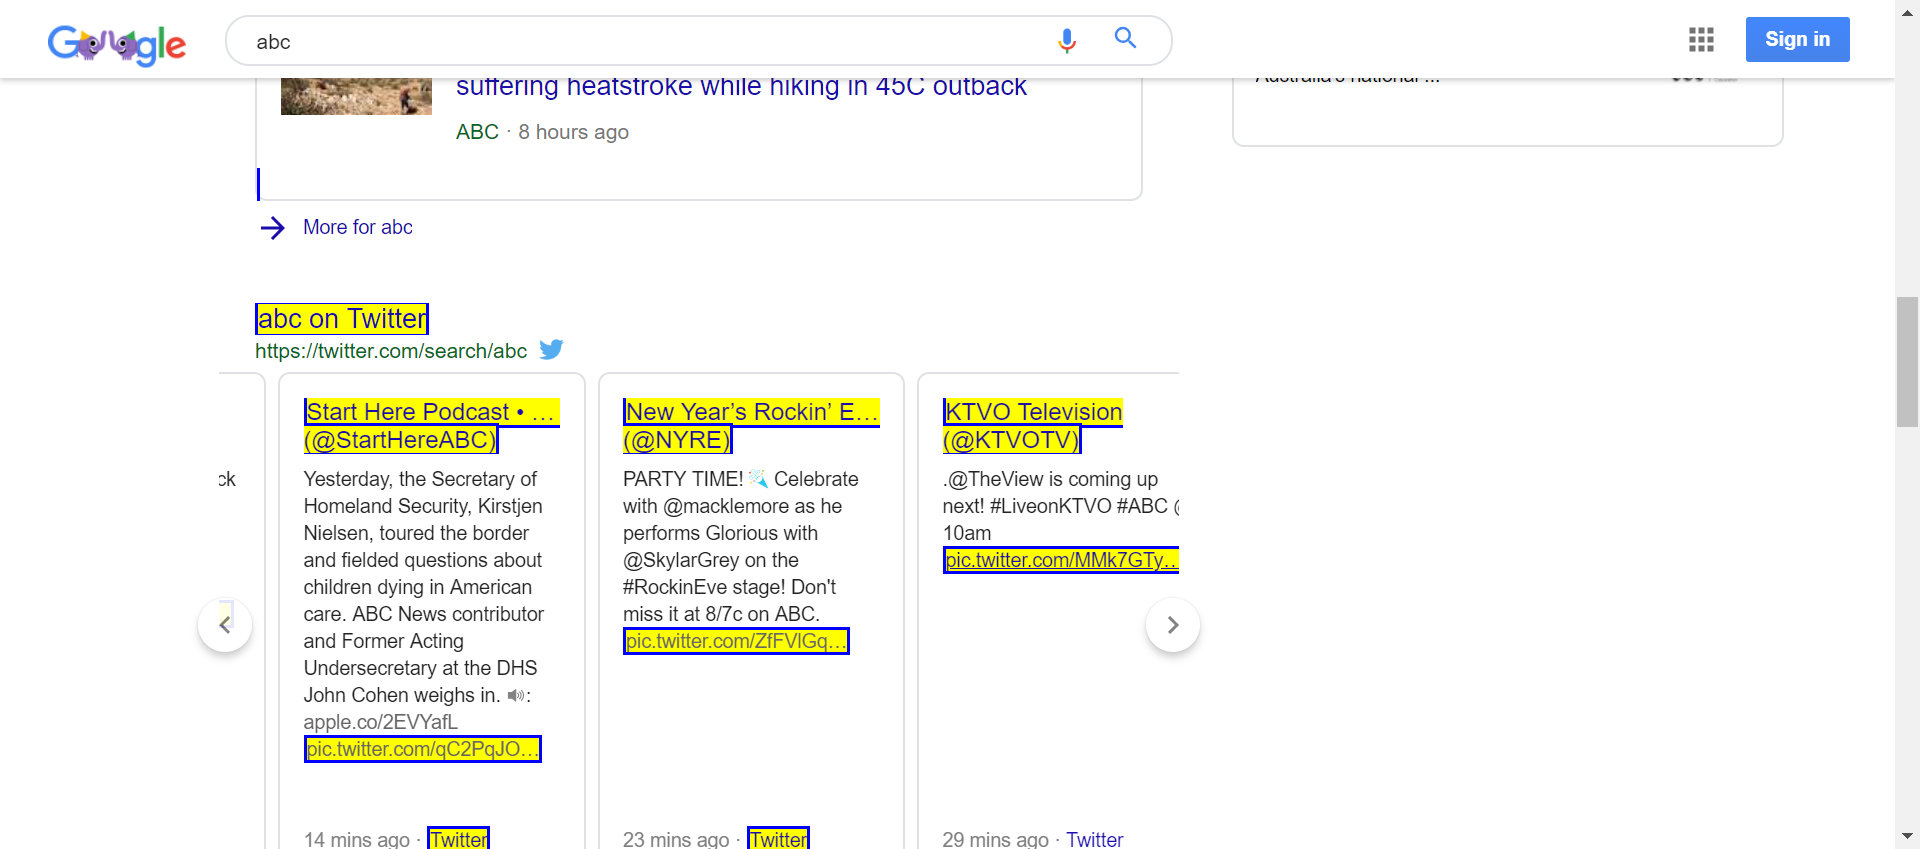 Google
abc
Sign in
suffering heatstroke while hiking in 45C outback
ABC · 8 hours ago
Australia's national ...
More for abc
abc on Twitter
https://twitter.com/search/abc
ck
Start Here Podcast • …
(@StartHereABC)
Yesterday, the Secretary of
Homeland Security, Kirstjen
Nielsen, toured the border
and fielded questions about
children dying in American
care. ABC News contributor
and Former Acting
Undersecretary at the DHS
John Cohen weighs in. 🔊:
apple.co/2EVYafL
pic.twitter.com/qC2PqJO…
14 mins ago · Twitter
New Year’s Rockin’ E…
(@NYRE)
PARTY TIME! 🎉 Celebrate
with @macklemore as he
performs Glorious with
@SkylarGrey on the
#RockinEve stage! Don't
miss it at 8/7c on ABC.
pic.twitter.com/ZfFVlGq…
23 mins ago · Twitter
KTVO Television
(@KTVOTV)
.@TheView is coming up
next! #LiveonKTVO #ABC @
10am
pic.twitter.com/MMk7GTy…
29 mins ago · Twitter